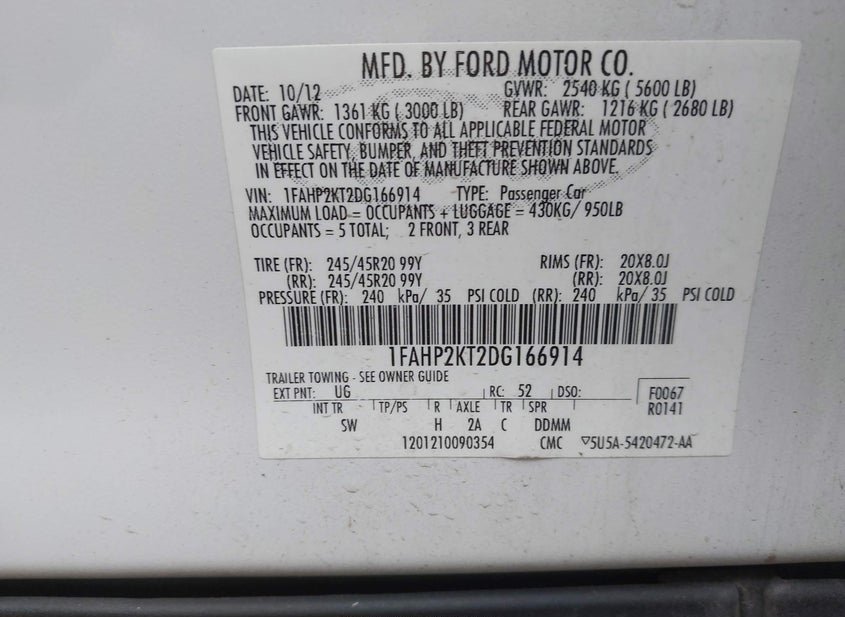 MFD. BY FORD MOTOR CO.
DATE: 10/12 GVWR: 2540 KG ( 5600 LB)
FRONT GAWR: 1361 KG ( 3000 LB) REAR GAWR: 1216 KG ( 2680 LB)
THIS VEHICLE CONFORMS TO ALL APPLICABLE FEDERAL MOTOR
VEHICLE SAFETY, BUMPER, AND THEFT PREVENTION STANDARDS
IN EFFECT ON THE DATE OF MANUFACTURE SHOWN ABOVE.
VIN: 1FAHP2KT2DG166914 TYPE: Passenger Car
MAXIMUM LOAD = OCCUPANTS + LUGGAGE = 430KG/ 950LB
OCCUPANTS = 5 TOTAL; 2 FRONT, 3 REAR
TIRE (FR): 245/45R20 99Y RIMS (FR): 20X8.0J
(RR): 245/45R20 99Y (RR): 20X8.0J
PRESSURE (FR): 240 kPa/ 35 PSI COLD (RR): 240 kPa/ 35 PSI COLD
1FAHP2KT2DG166914
TRAILER TOWING - SEE OWNER GUIDE
EXT PNT: UG RC: 52 DSO: F0067
INT TR TP/PS R AXLE TR SPR R0141
SW H 2A C DDMM
1201210090354 CMC ▽5U5A-5420472-AA